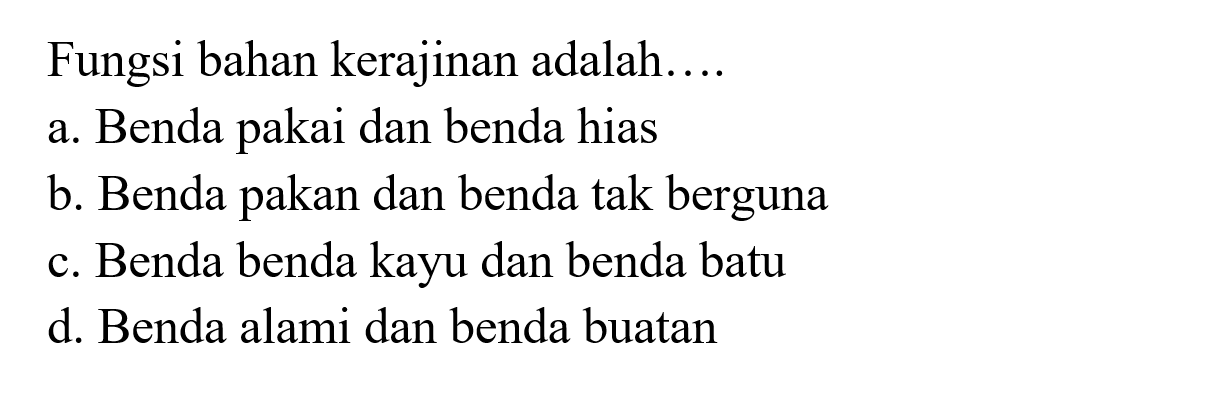 Fungsi bahan kerajinan adalah….
a. Benda pakai dan benda hias
b. Benda pakan dan benda tak berguna
c. Benda benda kayu dan benda batu
d. Benda alami dan benda buatan